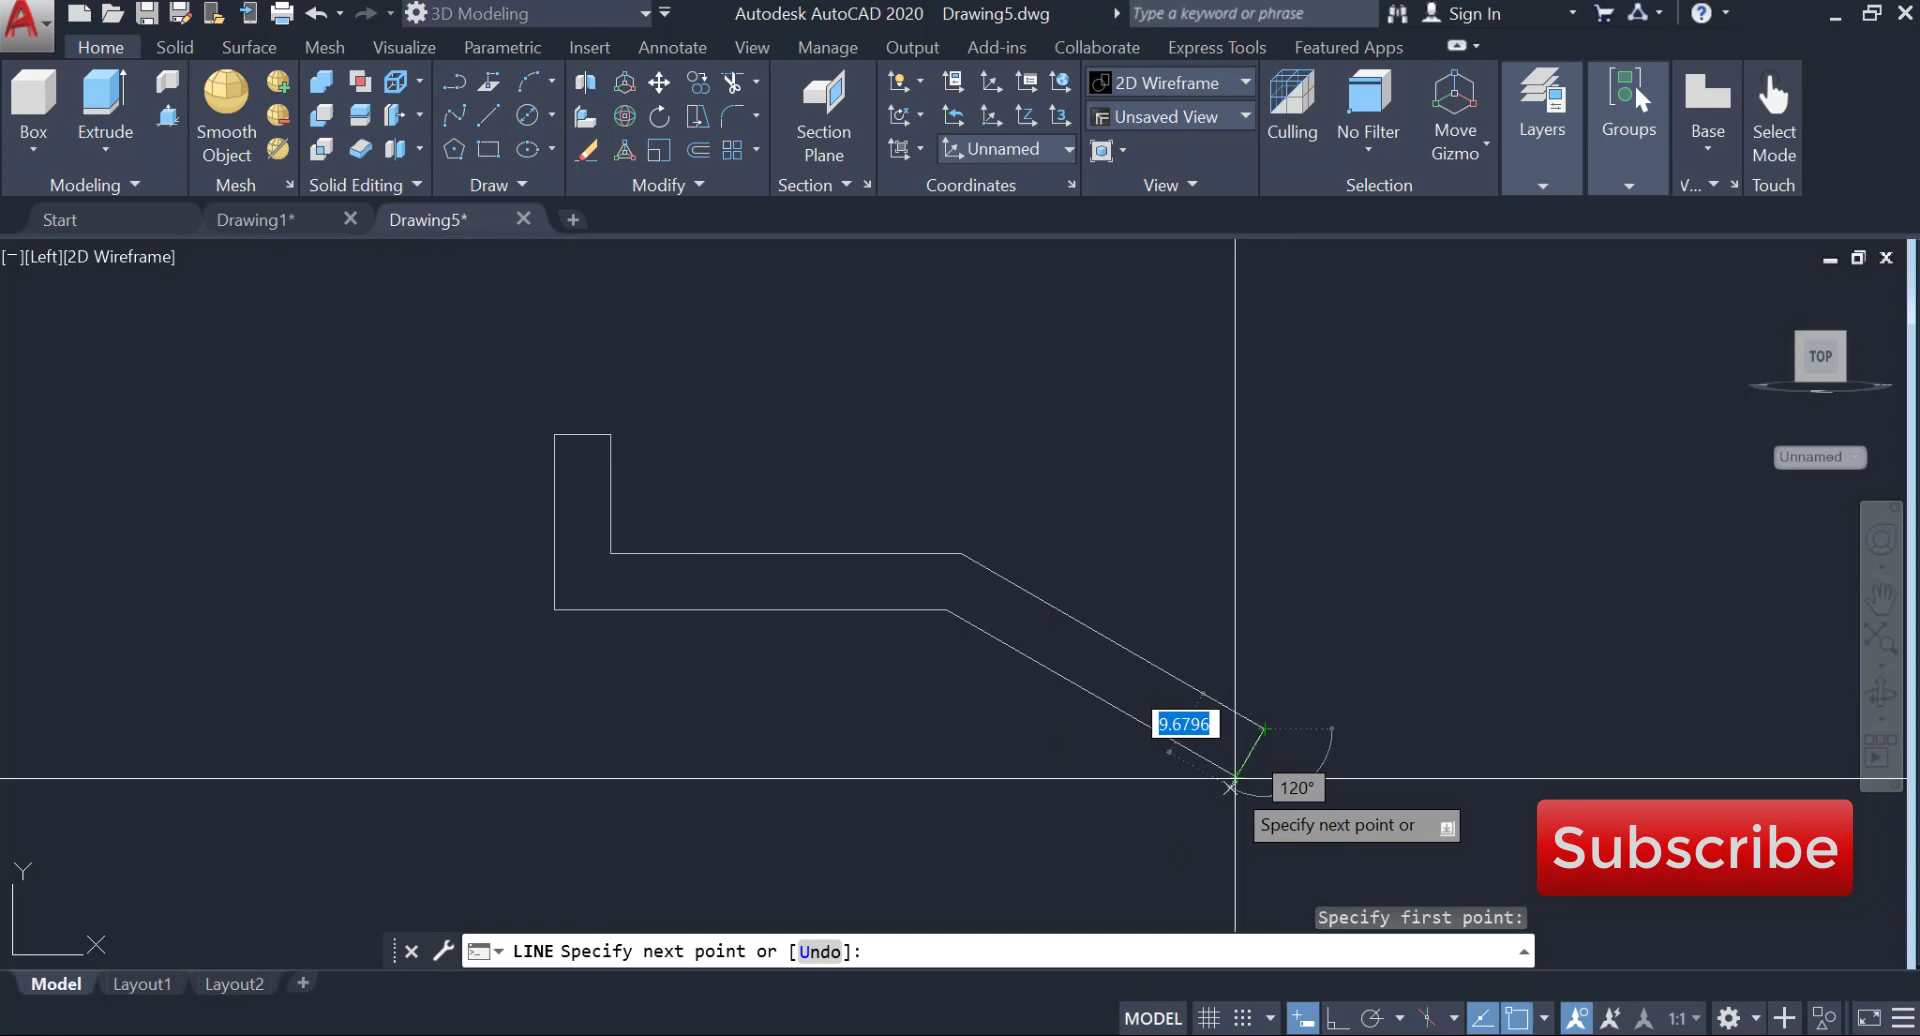 3D Modeling Autodesk AutoCAD 2020 Drawing5.dwg Type a keyword or phrase Sign In
Home Solid Surface Mesh Visualize Parametric Insert Annotate View Manage Output Add-ins Collaborate Express Tools Featured Apps
2D Wireframe
Unsaved View
Box Extrude Smooth Object Section Plane Unnamed Culling No Filter Move Gizmo Layers Groups Base Select Mode
Modeling Mesh Solid Editing Draw Modify Section Coordinates View Selection V... Touch
Start Drawing1* Drawing5*
[−][Left][2D Wireframe]
TOP
Unnamed
9.6796
120°
Specify next point or
Subscribe
Y
X
Specify first point:
LINE Specify next point or [Undo]:
Model Layout1 Layout2
MODEL 1:1